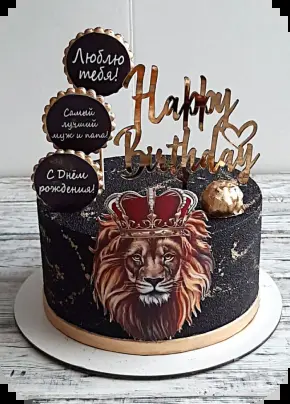 Люблю
тебя!
Самый
лучший
муж и папа!
С Днём
рождения!
Happy
Birthday